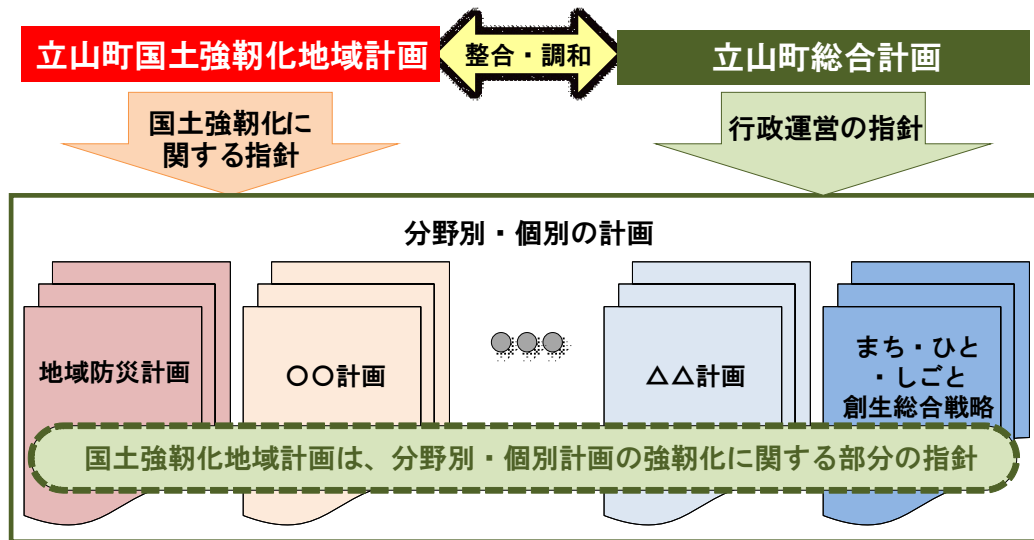 立山町国土強靭化地域計画
整合・調和
立山町総合計画
国土強靭化に
関する指針
行政運営の指針
分野別・個別の計画
地域防災計画
〇〇計画
△△計画
まち・ひと
・しごと
創生総合戦略
国土強靭化地域計画は、分野別・個別計画の強靭化に関する部分の指針